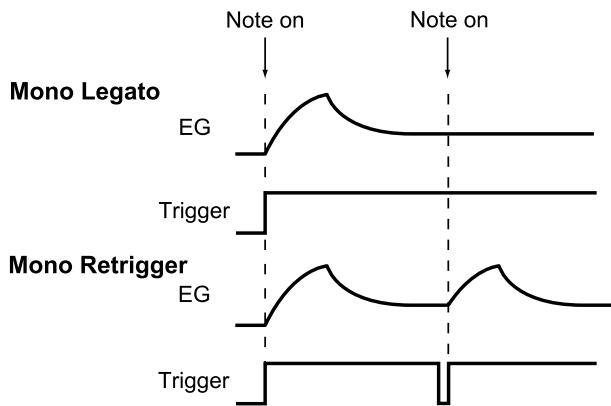 Note on
Note on
Mono Legato
EG
Trigger
Mono Retrigger
EG
Trigger